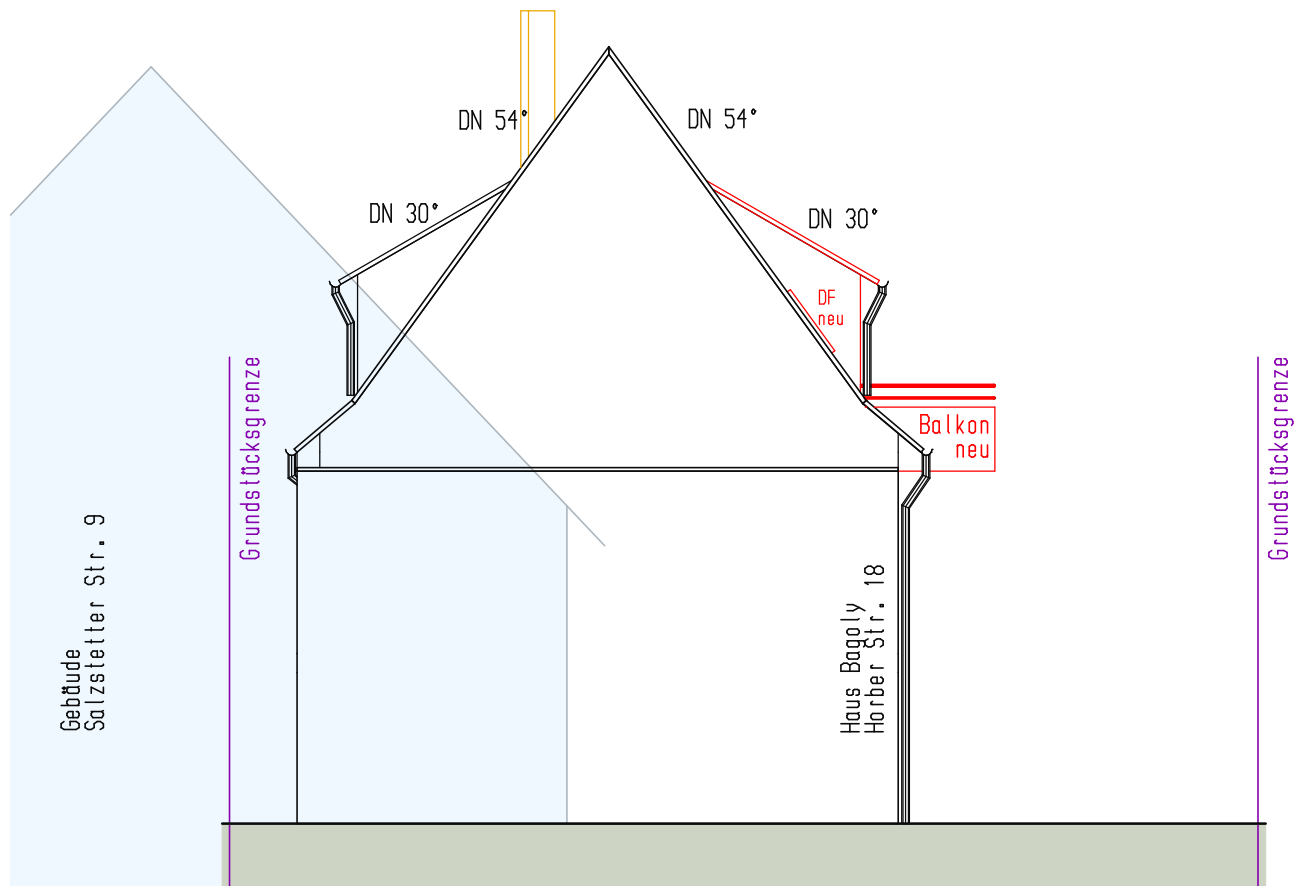 DN 54°
DN 54°
DN 30°
DN 30°
DF
neu
Balkon
neu
Grundstücksgrenze
Grundstücksgrenze
Gebäude
Salzstetter Str. 9
Haus Bagoly
Horber Str. 18